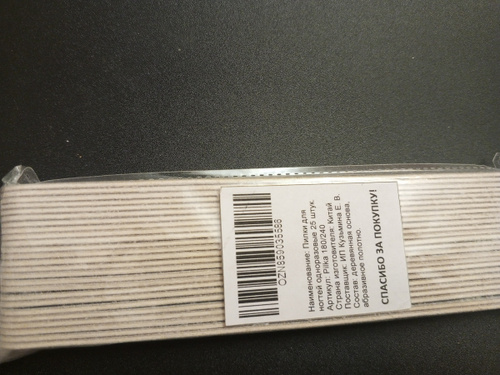 OZN859035586
Наименование: Пилки для
ногтей одноразовые 25 штук.
Артикул: Pilka 180/240
Страна изготовителя: Китай
Поставщик: ИП Кузьмина Е. В.
Состав: деревянная основа,
абразивное полотно.
СПАСИБО ЗА ПОКУПКУ!